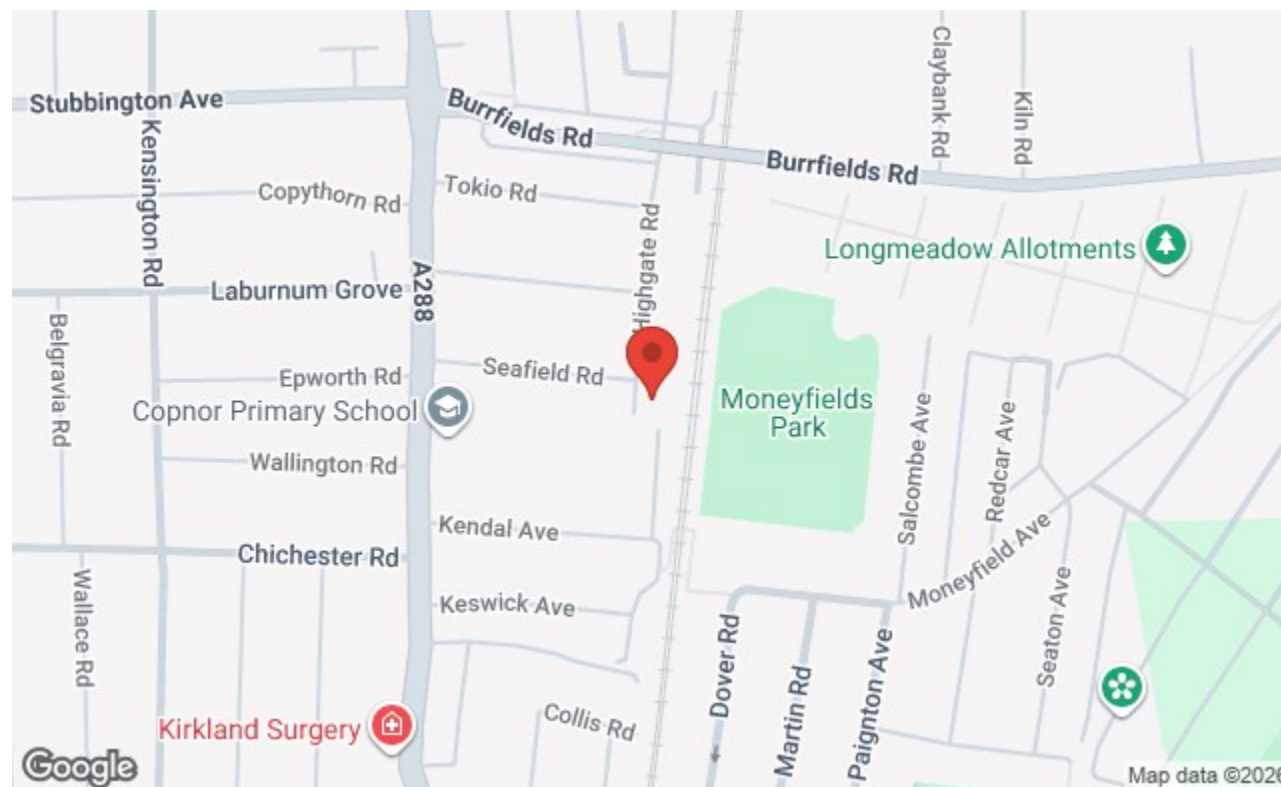 Stubbington Ave
Burrfields Rd
Burrfields Rd
Claybank Rd
Kiln Rd
Kensington Rd
Copythorn Rd
Tokio Rd
Highgate Rd
Longmeadow Allotments
Laburnum Grove
A288
Belgravia Rd
Epworth Rd
Seafield Rd
Copnor Primary School
Moneyfields
Park
Salcombe Ave
Redcar Ave
Wallington Rd
Kendal Ave
Chichester Rd
Moneyfield Ave
Keswick Ave
Wallace Rd
Seaton Ave
Dover Rd
Martin Rd
Paignton Ave
Kirkland Surgery
Collis Rd
Google
Map data ©2026